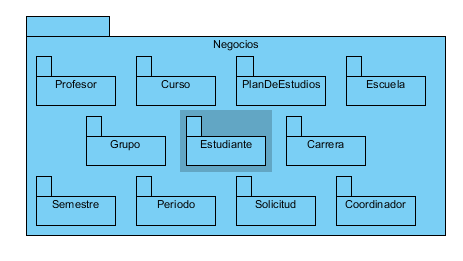 Negocios
Profesor
Curso
PlanDeEstudios
Escuela
Grupo
Estudiante
Carrera
Semestre
Periodo
Solicitud
Coordinador